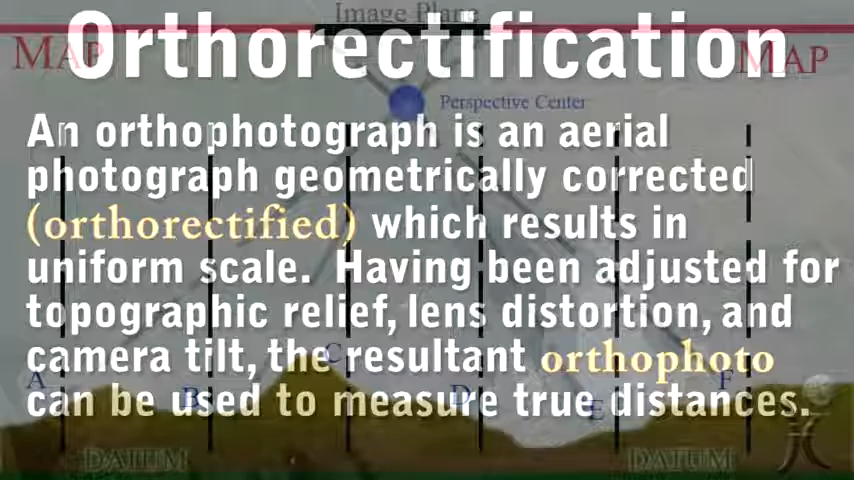 Image Plane
Orthorectification
MAP MAP
Perspective Center
An orthophotograph is an aerial
photograph geometrically corrected
(orthorectified) which results in
uniform scale. Having been adjusted for
topographic relief, lens distortion, and
camera tilt, the resultant orthophoto
can be used to measure true distances.
A B C D E F
DATUM DATUM